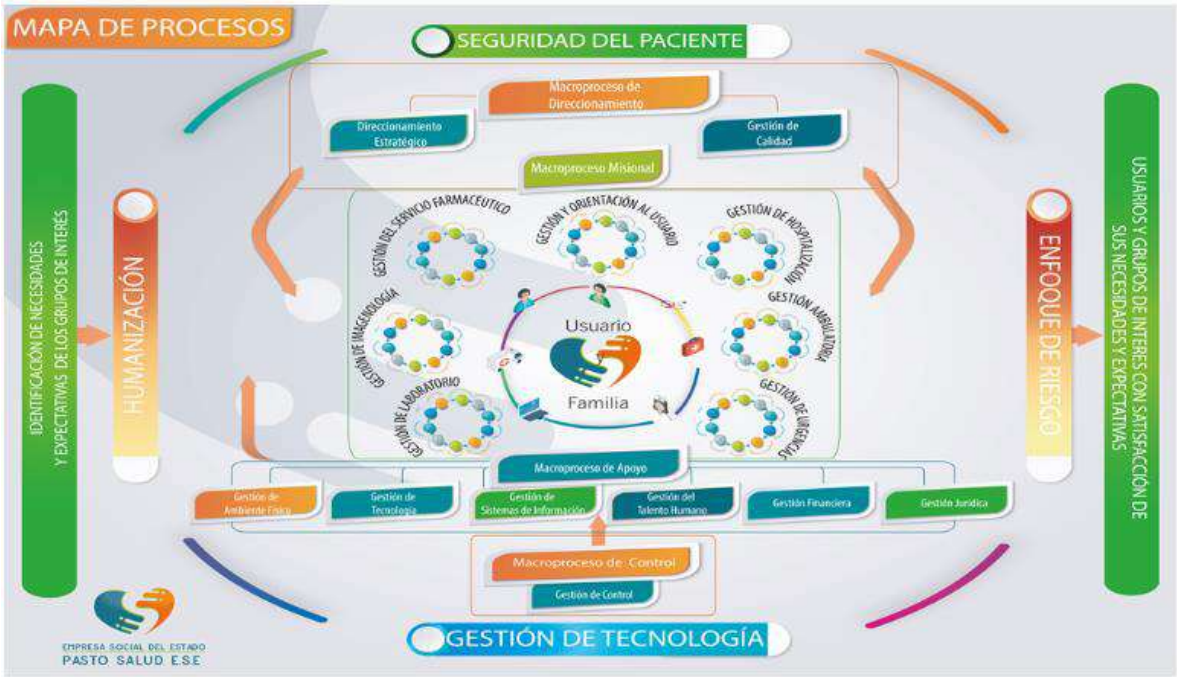 MAPA DE PROCESOS
SEGURIDAD DEL PACIENTE
Macroproceso de
Direccionamiento
Direccionamiento
Estratégico
Gestión de
Calidad
Macroproceso Misional
IDENTIFICACIÓN DE NECESIDADES
Y EXPECTATIVAS DE LOS GRUPOS DE INTERÉS
HUMANIZACIÓN
GESTIÓN DEL SERVICIO FARMACÉUTICO
GESTIÓN Y ORIENTACIÓN AL USUARIO
GESTIÓN DE HOSPITALIZACIÓN
GESTIÓN DE IMAGENOLOGÍA
Usuario
Familia
GESTIÓN AMBULATORIA
GESTIÓN DE LABORATORIO
GESTIÓN DE URGENCIAS
ENFOQUE DE RIESGO
USUARIOS Y GRUPOS DE INTERES CON SATISFACCIÓN DE
SUS NECESIDADES Y EXPECTATIVAS
Macroproceso de Apoyo
Gestión de
Ambiente Físico
Gestión de
Tecnología
Gestión de
Sistemas de Información
Gestión del
Talento Humano
Gestión Financiera
Gestión Jurídica
Macroproceso de Control
Gestión de Control
GESTIÓN DE TECNOLOGÍA
EMPRESA SOCIAL DEL ESTADO
PASTO SALUD E.S.E